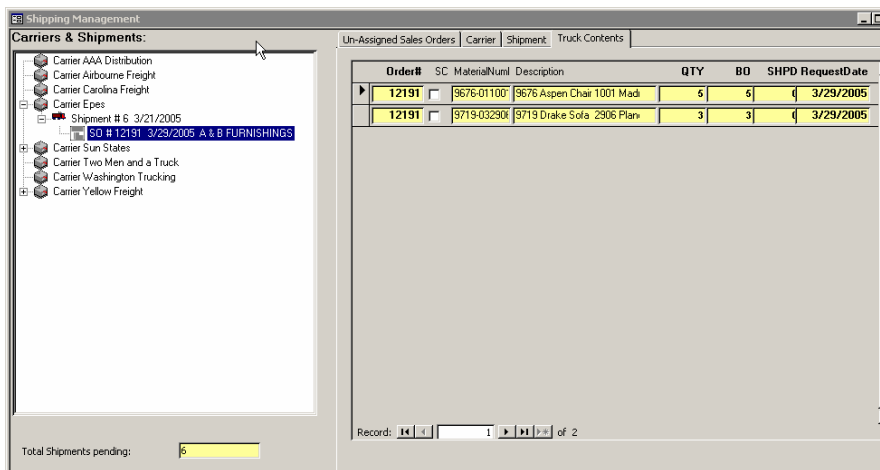 Shipping Management
Carriers & Shipments:
Carrier AAA Distribution
Carrier Airbourne Freight
Carrier Carolina Freight
Carrier Epes
Shipment # 6 3/21/2005
SO # 12191 3/29/2005 A & B FURNISHINGS
Carrier Sun States
Carrier Two Men and a Truck
Carrier Washington Trucking
Carrier Yellow Freight
Total Shipments pending: 6
Un-Assigned Sales Orders Carrier Shipment Truck Contents
Order# SC MaterialNuml Description QTY BO SHPD RequestDate
12191 9676-01100 9676 Aspen Chair 1001 Madi 5 5 3/29/2005
12191 9719-03290 9719 Drake Sofa 2906 Plan 3 3 3/29/2005
Record: 1 of 2